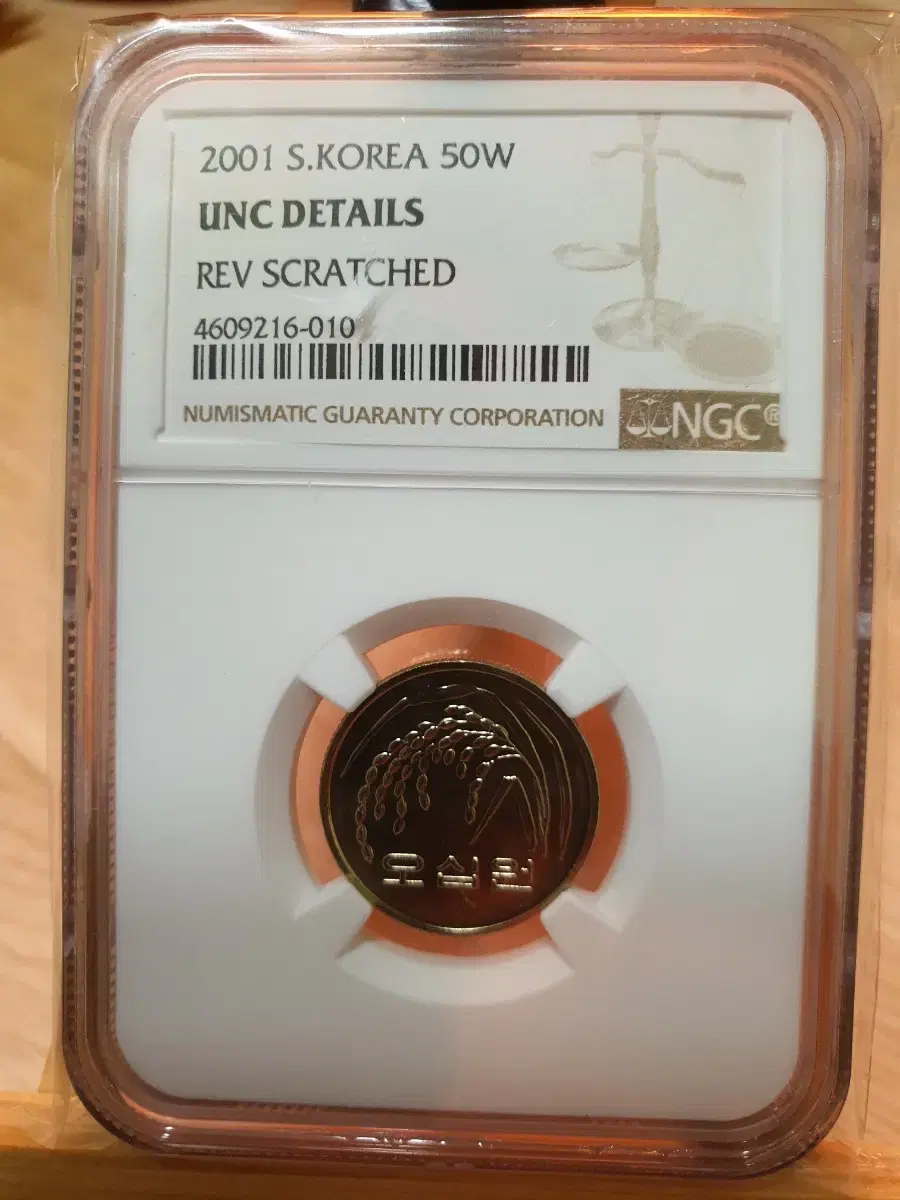 2001 S.KOREA 50W
UNC DETAILS
REV SCRATCHED
4609216-010
NUMISMATIC GUARANTY CORPORATION
NGC®
오십원